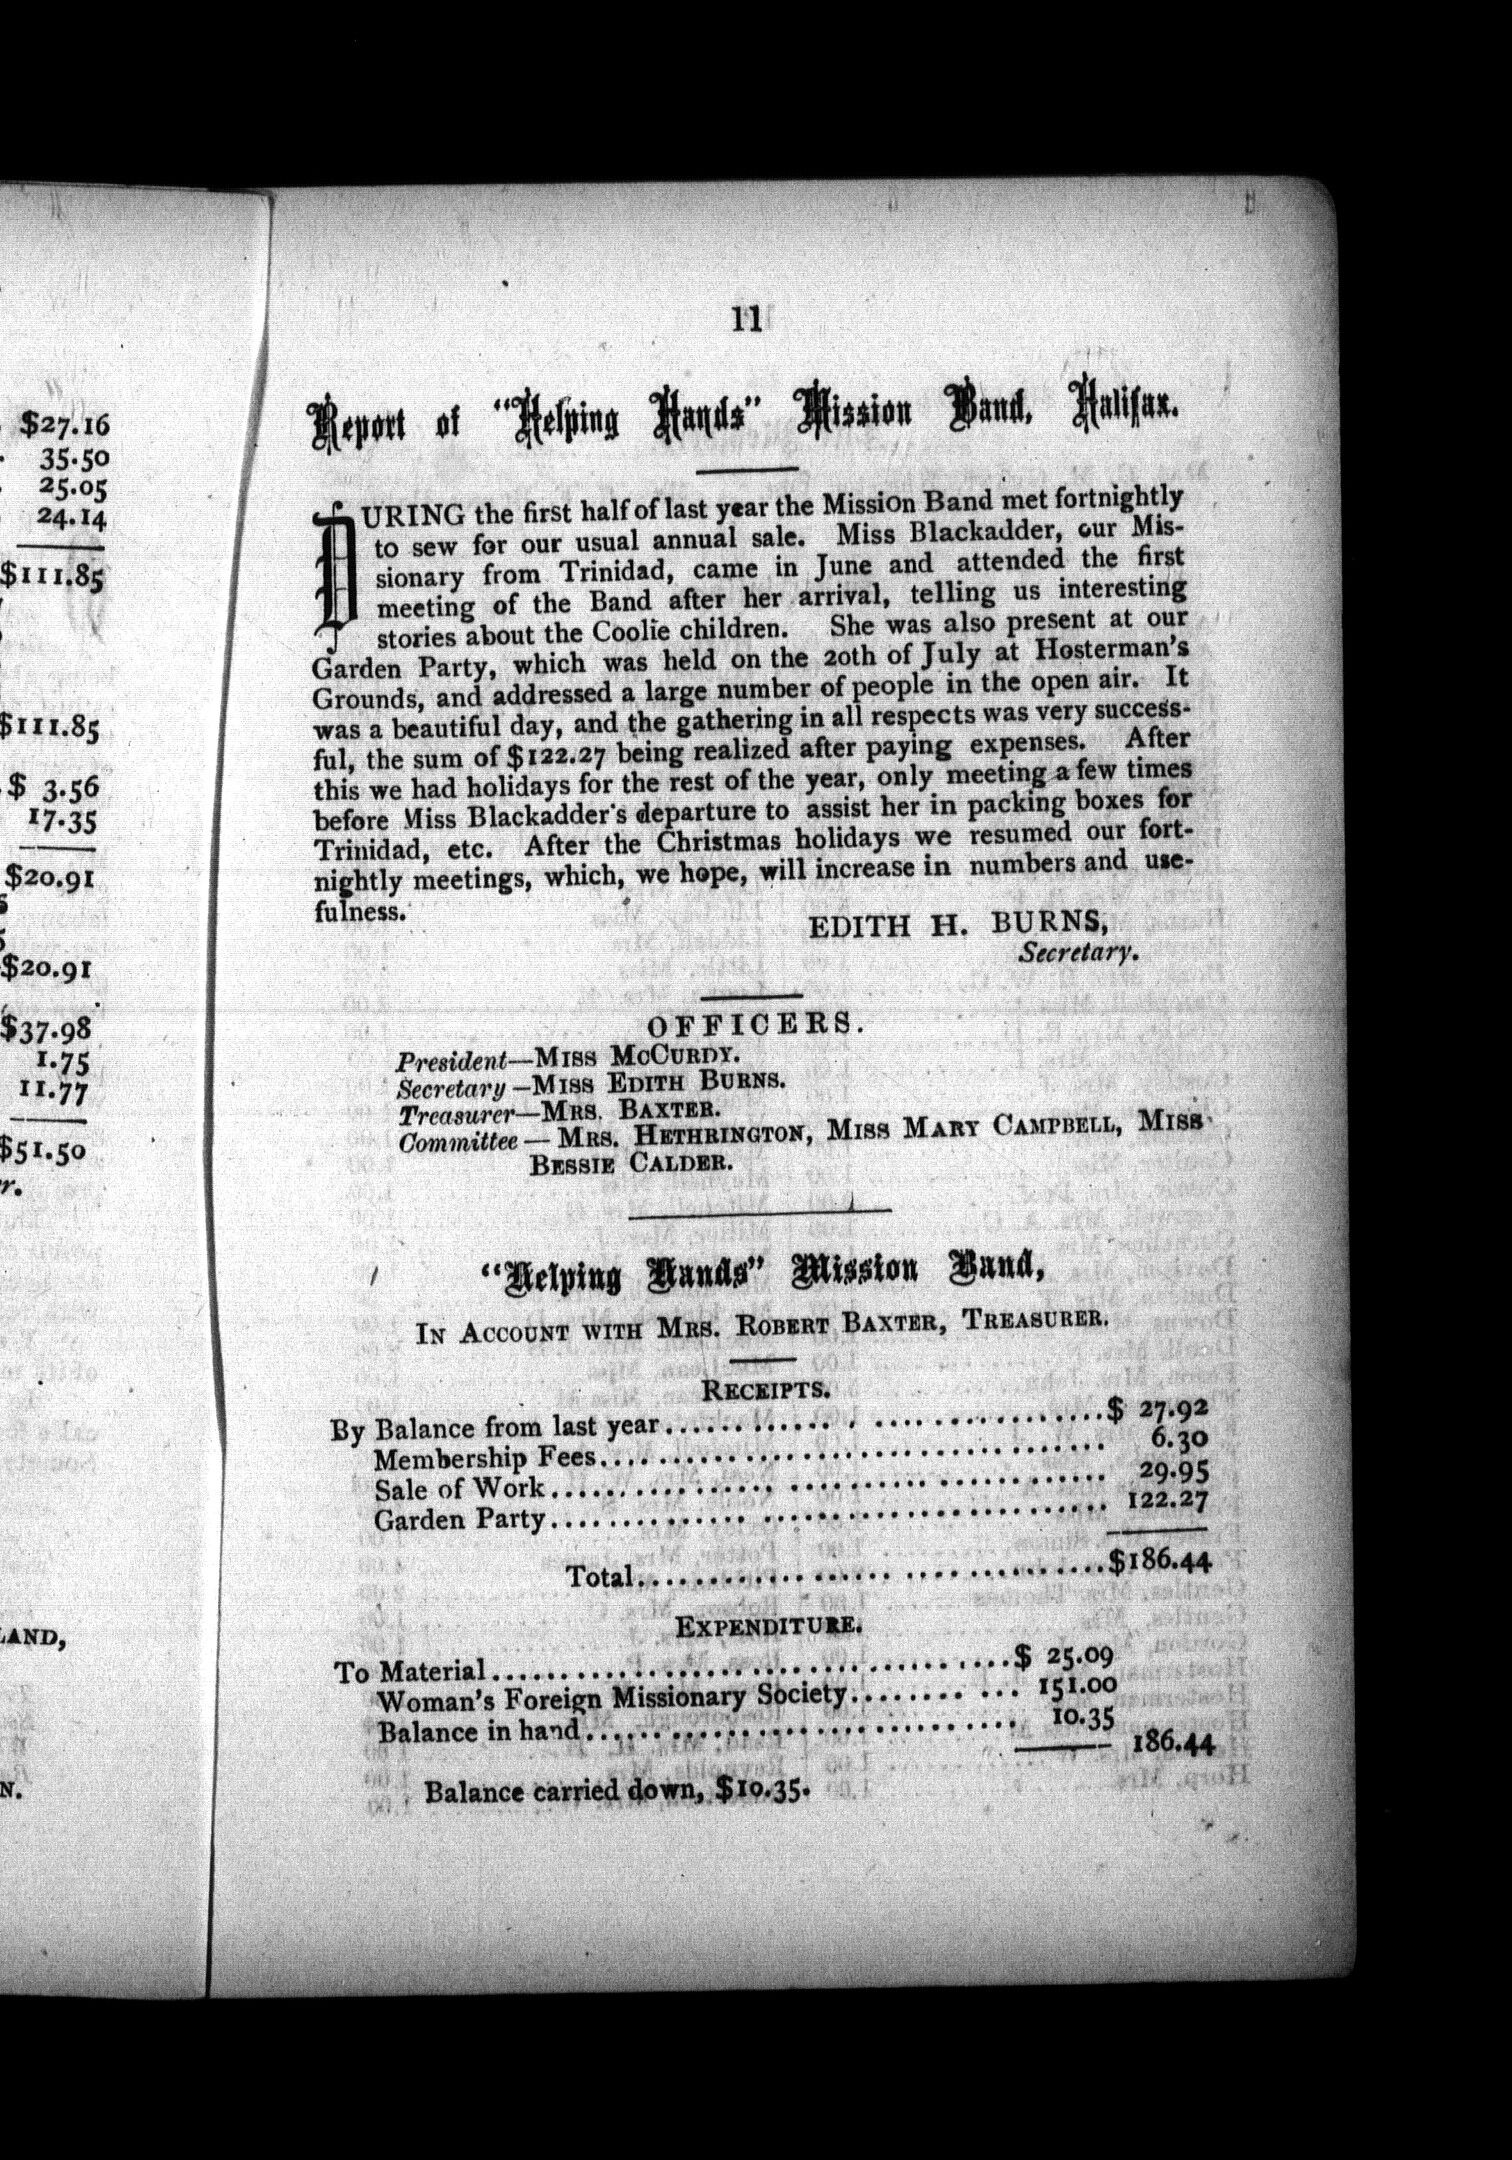 $27.16
35.50
25.05
24.14
$111.85
$111.85
$ 3.56
17.35
$20.91
$20.91
$37.98
1.75
11.77
$51.50
11
Report of "Helping Hands" Mission Band, Halifax.
DURING the first half of last year the Mission Band met fortnightly
to sew for our usual annual sale. Miss Blackadder, our Mis-
sionary from Trinidad, came in June and attended the first
meeting of the Band after her arrival, telling us interesting
stories about the Coolie children. She was also present at our
Garden Party, which was held on the 20th of July at Hosterman's
Grounds, and addressed a large number of people in the open air. It
was a beautiful day, and the gathering in all respects was very success-
ful, the sum of $122.27 being realized after paying expenses. After
this we had holidays for the rest of the year, only meeting a few times
before Miss Blackadder's departure to assist her in packing boxes for
Trinidad, etc. After the Christmas holidays we resumed our fort-
nightly meetings, which, we hope, will increase in numbers and use-
fulness.
EDITH H. BURNS,
Secretary.
OFFICERS.
President—MISS MCCURDY.
Secretary—MISS EDITH BURNS.
Treasurer—MRS. BAXTER.
Committee — MRS. HETHRINGTON, MISS MARY CAMPBELL, MISS
BESSIE CALDER.
"Helping Hands" Mission Band,
IN ACCOUNT WITH MRS. ROBERT BAXTER, TREASURER.
RECEIPTS.
By Balance from last year..............................$ 27.92
Membership Fees.................................. 6.30
Sale of Work..................................... 29.95
Garden Party..................................... 122.27
Total..............................$186.44
EXPENDITURE.
To Material..............................$ 25.09
Woman's Foreign Missionary Society........... 151.00
Balance in hand.......................... 10.35
186.44
Balance carried down, $10.35.